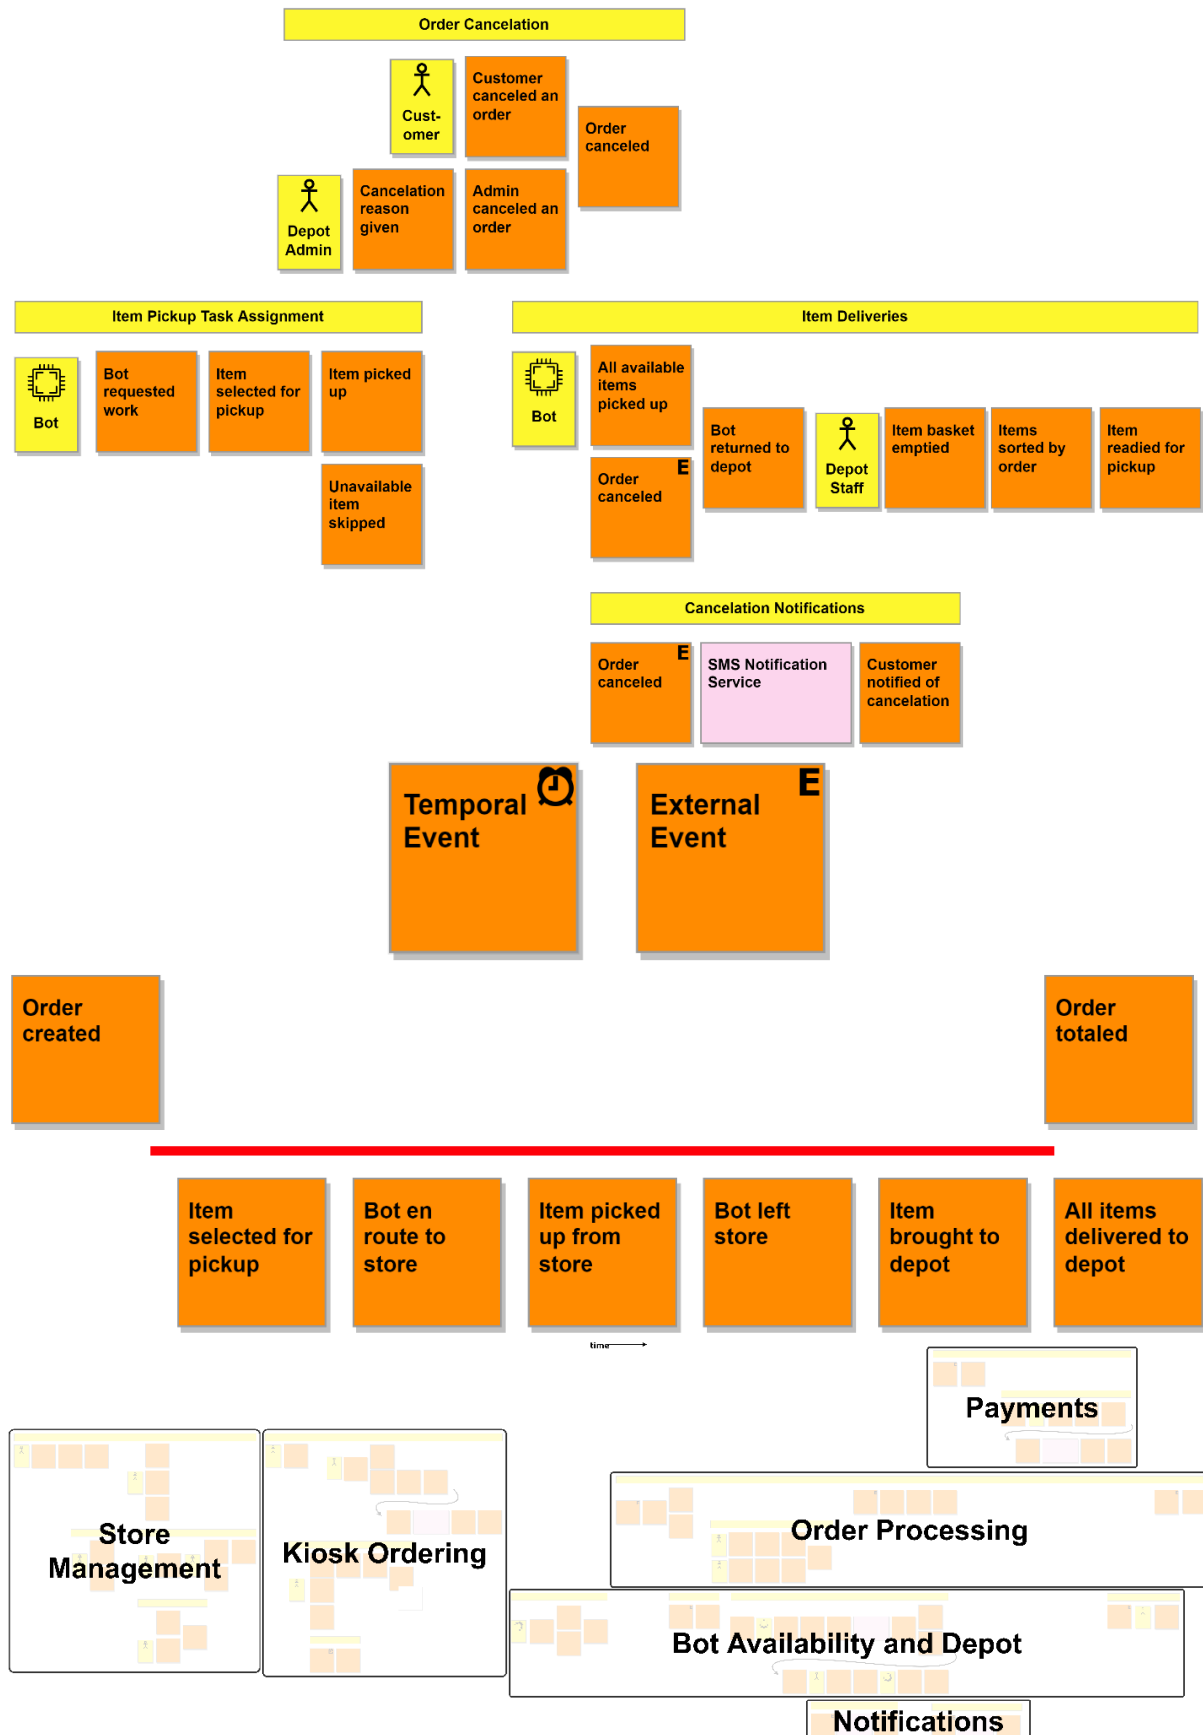 Order Cancelation
Customer
canceled an
order
Cust-
omer
Order
canceled
Depot
Admin
Cancelation
reason
given
Admin
canceled an
order
Item Pickup Task Assignment
Bot
Bot
requested
work
Item
selected for
pickup
Item picked
up
Unavailable
item
skipped
Item Deliveries
Bot
All available
items
picked up
E
Order
canceled
Bot
returned to
depot
Depot
Staff
Item basket
emptied
Items
sorted by
order
Item
readied for
pickup
Cancelation Notifications
E
Order
canceled
SMS Notification
Service
Customer
notified of
cancelation
Temporal
Event
E
External
Event
Order
created
Order
totaled
Item
selected for
pickup
Bot en
route to
store
Item picked
up from
store
Bot left
store
Item
brought to
depot
All items
delivered to
depot
time
Payments
Store
Management
Kiosk Ordering
Order Processing
Bot Availability and Depot
Notifications